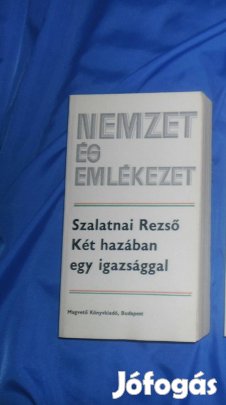 NEMZET
ÉS
EMLÉKEZET
Szalatnai Rezső
Két hazában
egy igazsággal
Magvető Könyvkiadó, Budapest
Jófogás